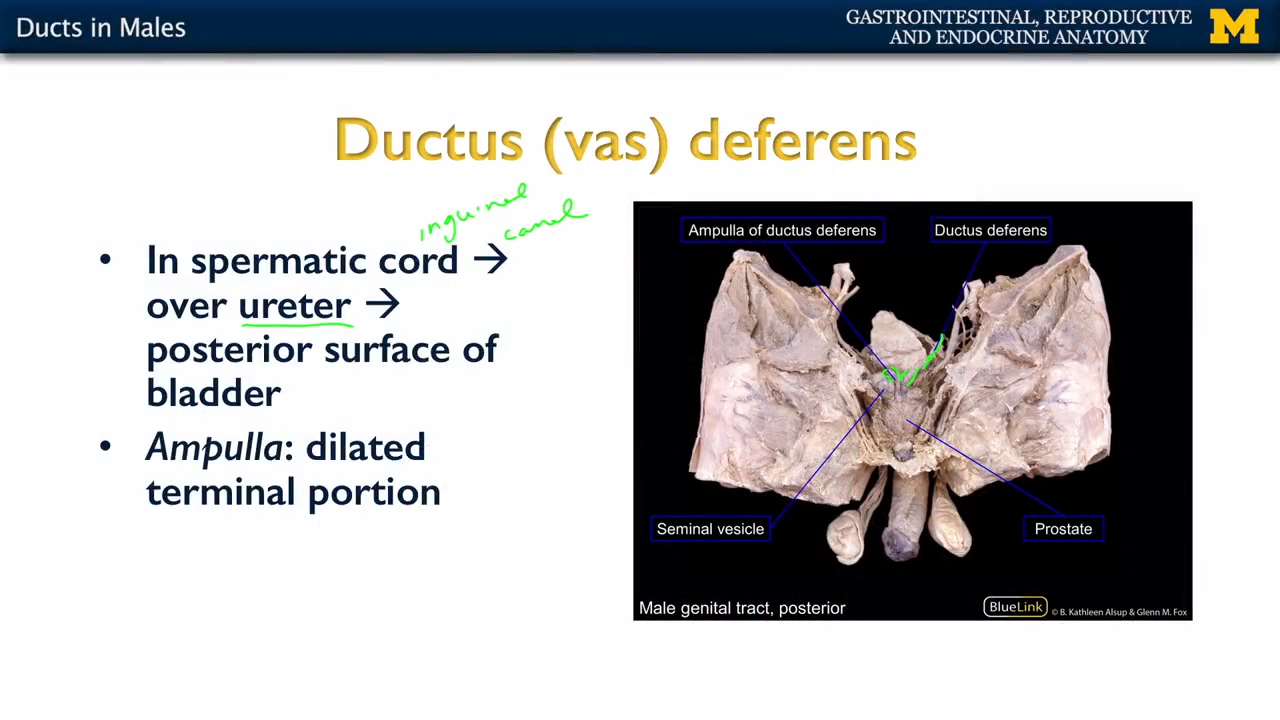 Ducts in Males
GASTROINTESTINAL, REPRODUCTIVE
AND ENDOCRINE ANATOMY
M
Ductus (vas) deferens
inguinal
canal
• In spermatic cord →
over ureter →
posterior surface of
bladder
• Ampulla: dilated
terminal portion
Ampulla of ductus deferens
Ductus deferens
Seminal vesicle
Prostate
Male genital tract, posterior
BlueLink © B. Kathleen Alsup & Glenn M. Fox